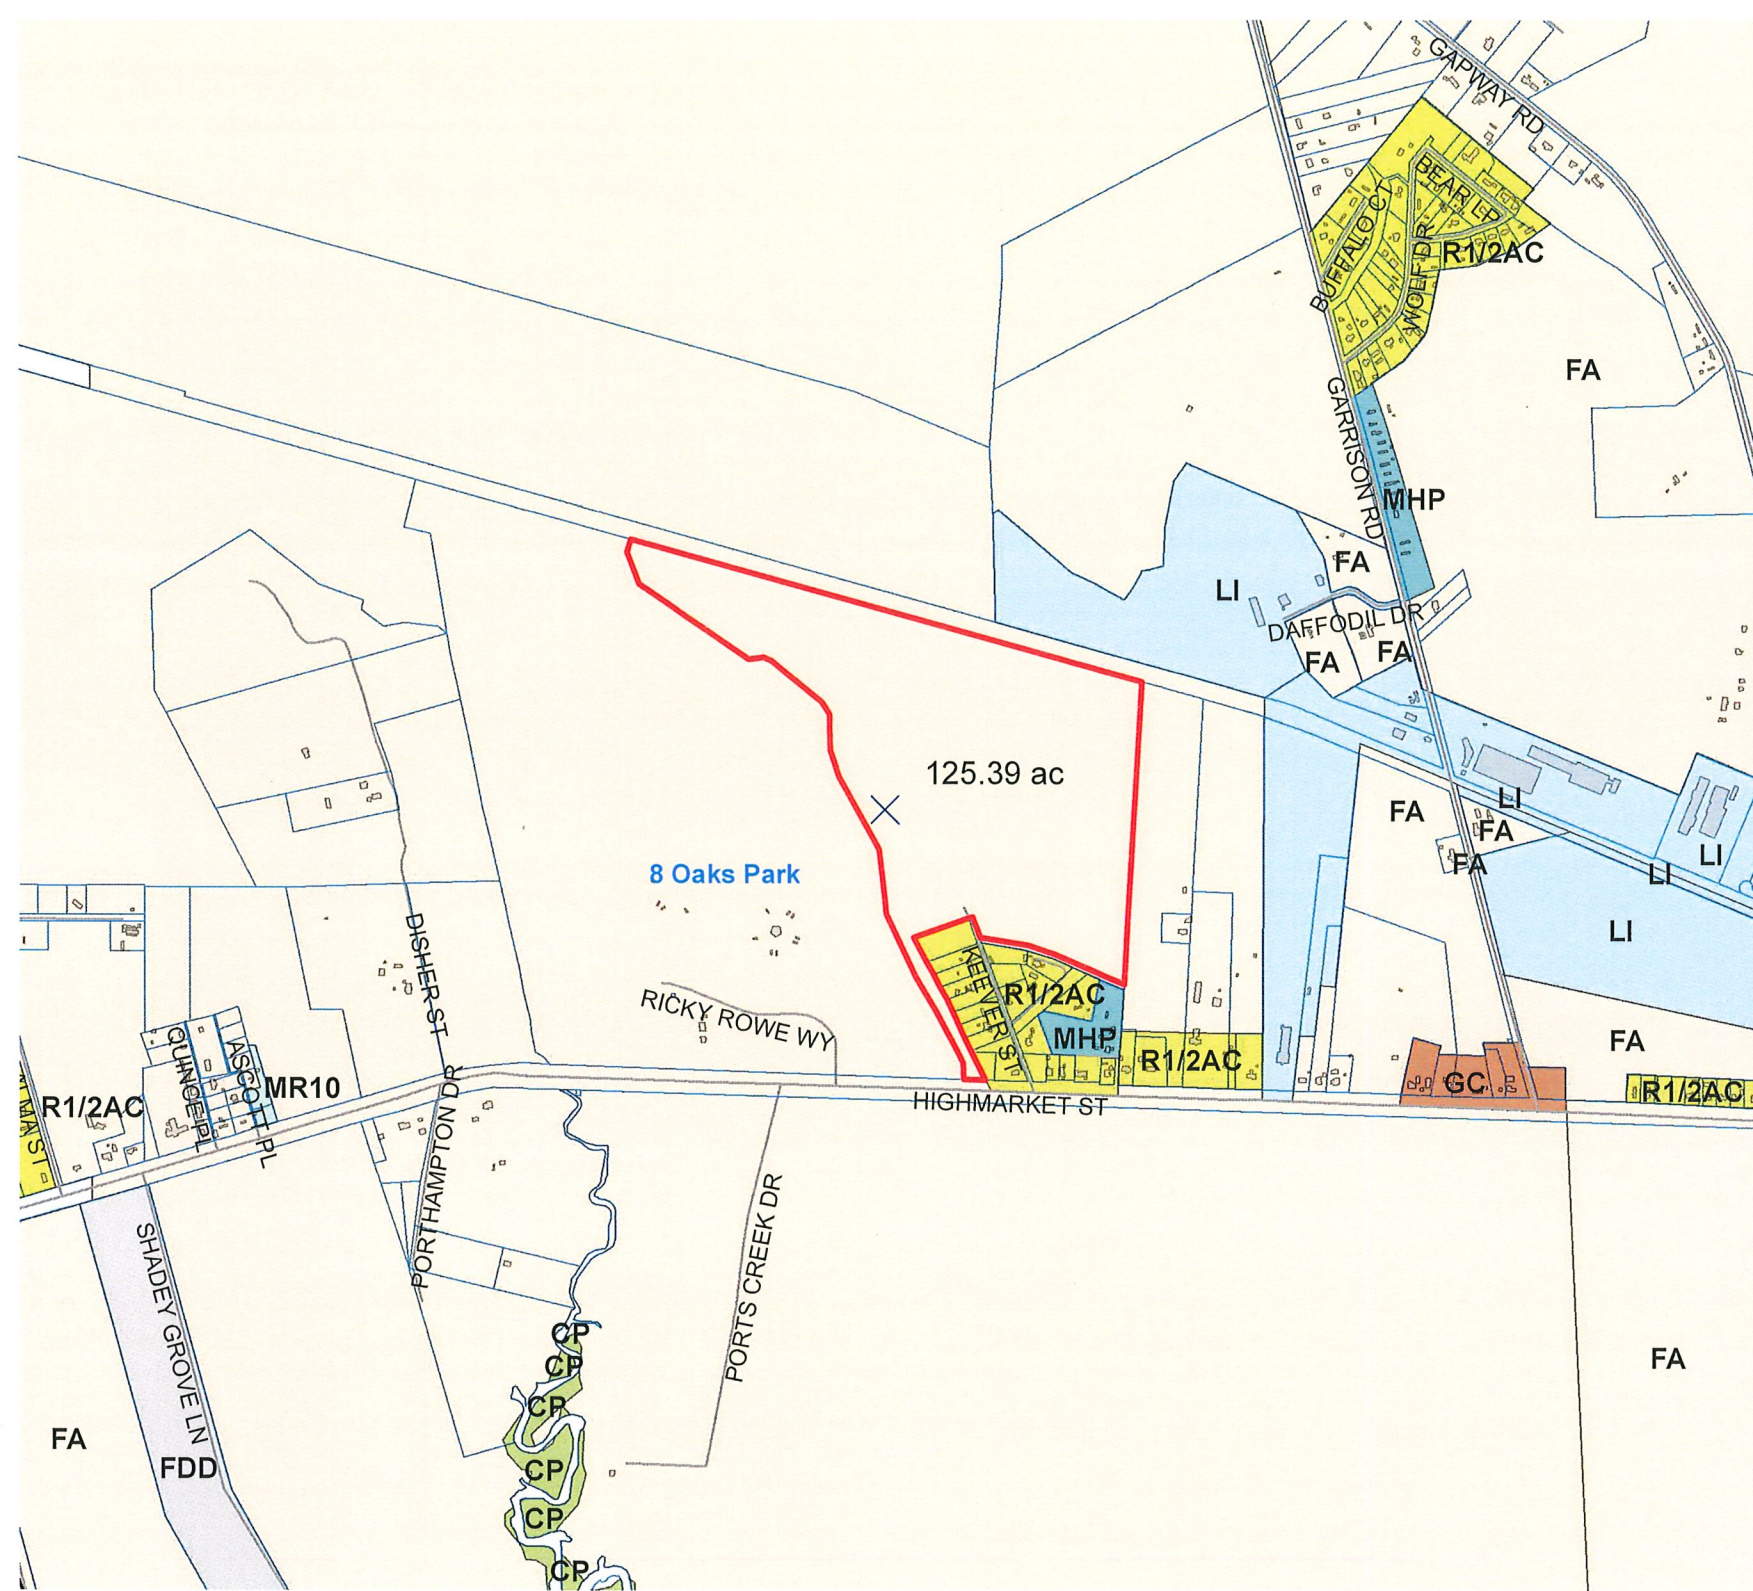 GAPWAY RD
BEAR LP
BUFFALO CT
WOLF DR
R1/2AC
FA
GARRISON RD
MHP
FA
LI
DAFFODIL DR
FA
FA
125.39 ac
LI
FA
FA
FA
LI
LI
8 Oaks Park
LI
DISHER ST
KEEVER ST
R1/2AC
RICKY ROWE WY
MHP
R1/2AC
FA
QUINCE PL
ASCOTT PL
MR10
R1/2AC
GC
R1/2AC
HIGHMARKET ST
PORTHAMPTON DR
SHADEY GROVE LN
PORTS CREEK DR
CP
CP
CP
FA
FA
FDD
CP
CP
CP